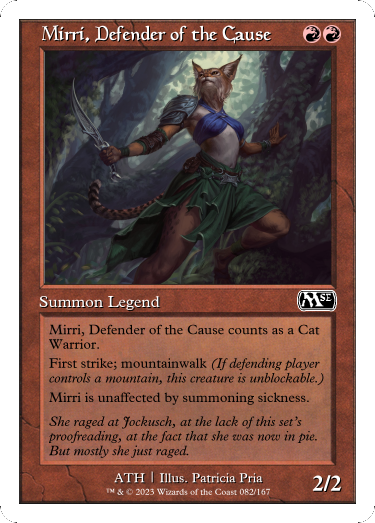 Mirri, Defender of the Cause
Summon Legend
MSE
Mirri, Defender of the Cause counts as a Cat
Warrior.
First strike; mountainwalk (If defending player
controls a mountain, this creature is unblockable.)
Mirri is unaffected by summoning sickness.
She raged at Jockusch, at the lack of this set's
proofreading, at the fact that she was now in pie.
But mostly she just raged.
ATH | Illus. Patricia Pria
™ & © 2023 Wizards of the Coast 082/167
2/2